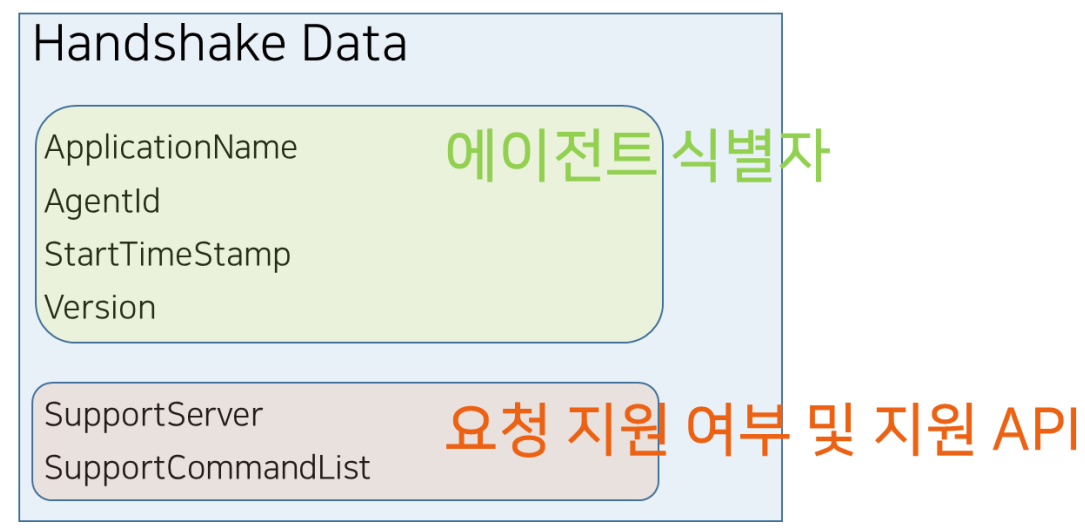 Handshake Data
ApplicationName
에이전트 식별자
AgentId
StartTimeStamp
Version
SupportServer
요청 지원 여부 및 지원 API
SupportCommandList